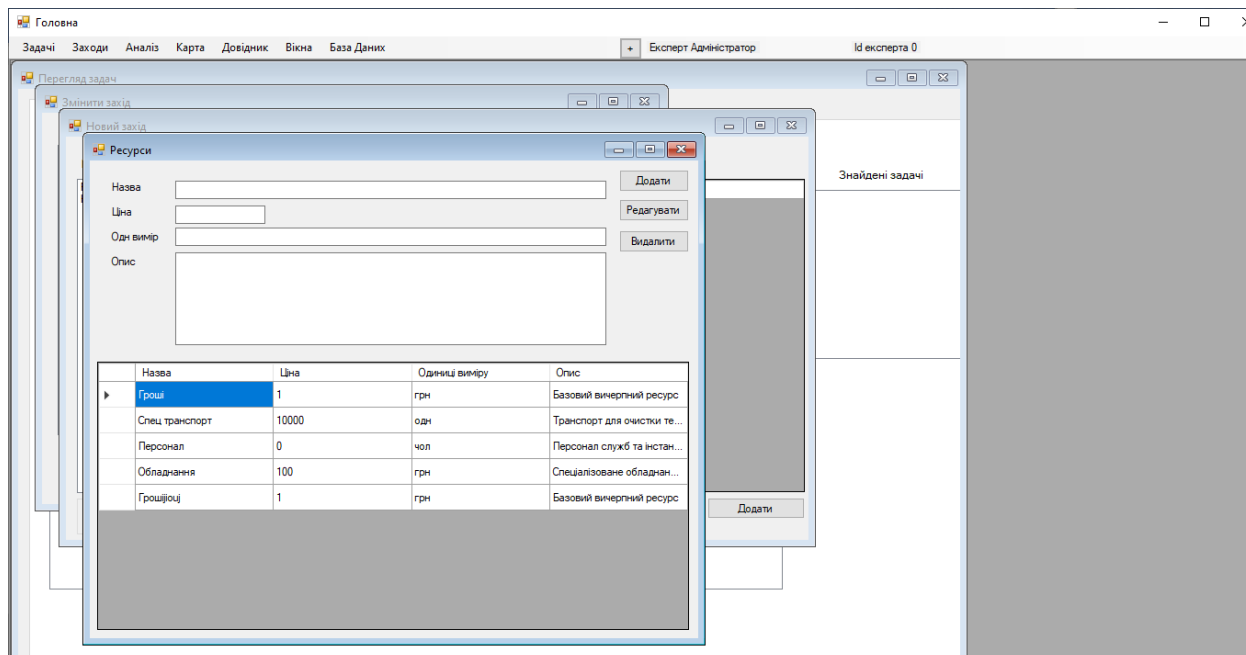 Головна
Задачі Заходи Аналіз Карта Довідник Вікна База Даних + Експерт Адміністратор Id експерта 0
Перегляд задач
Змінити захід
Новий захід
Ресурси
Знайдені задачі
Назва Додати
Ціна Редагувати
Одн вимір Видалити
Опис
Назва Ціна Одиниці виміру Опис
Гроші 1 грн Базовий вичерпний ресурс
Спец транспорт 10000 одн Транспорт для очистки те...
Персонал 0 чол Персонал служб та інстан...
Обладнання 100 грн Спеціалізоване обладнан...
Грошіjiouj 1 грн Базовий вичерпний ресурс
Додати